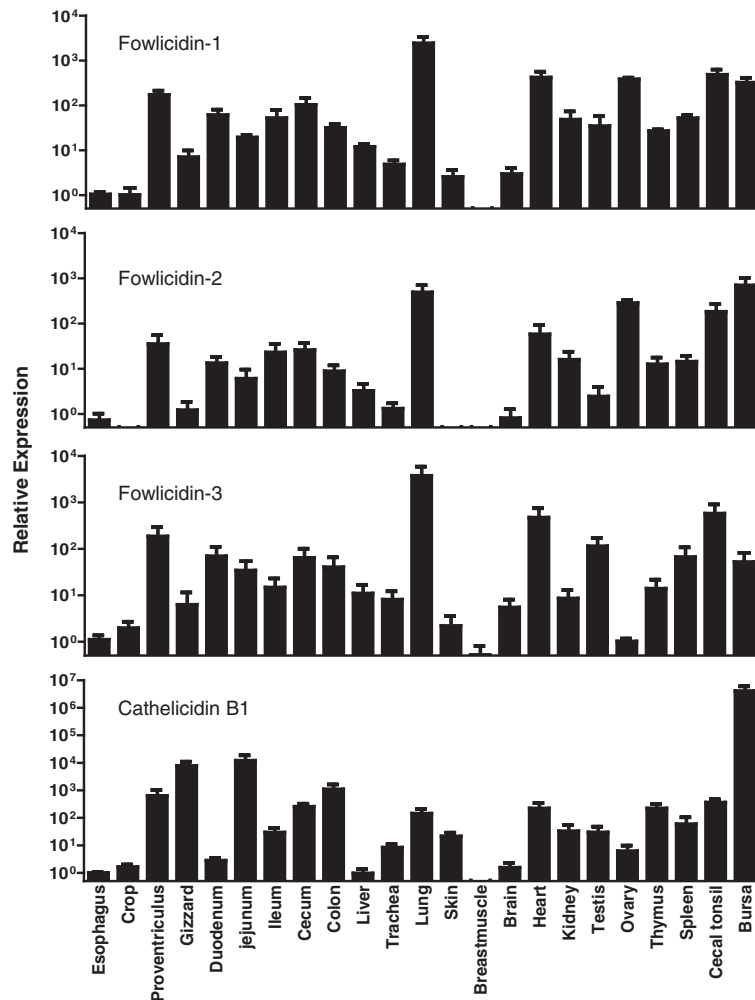 Relative Expression
Fowlicidin-1
10⁴
10³
10²
10¹
10⁰
Fowlicidin-2
10⁴
10³
10²
10¹
10⁰
Fowlicidin-3
10⁴
10³
10²
10¹
10⁰
Cathelicidin B1
10⁷
10⁶
10⁵
10⁴
10³
10²
10¹
10⁰
Esophagus
Crop
Proventriculus
Gizzard
Duodenum
jejunum
Ileum
Cecum
Colon
Liver
Trachea
Lung
Skin
Breastmuscle
Brain
Heart
Kidney
Testis
Ovary
Thymus
Spleen
Cecal tonsil
Bursa